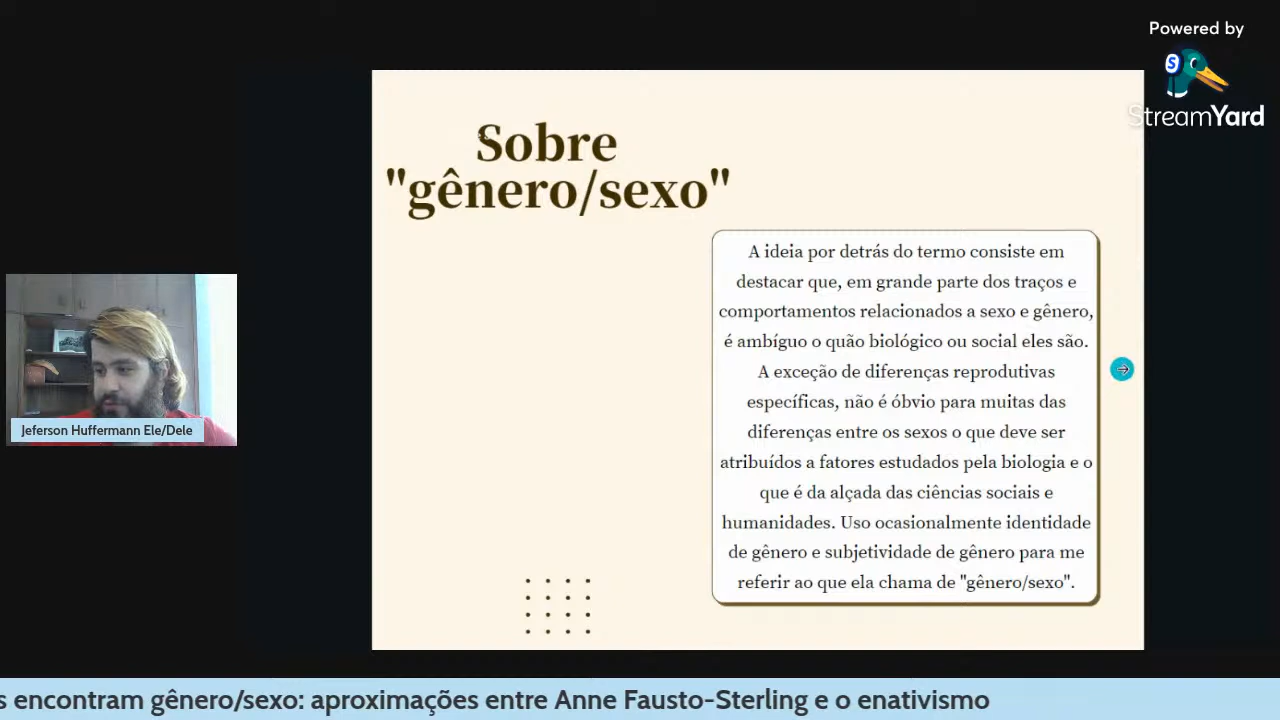 Powered by
StreamYard
Sobre
"gênero/sexo"
A ideia por detrás do termo consiste em
destacar que, em grande parte dos traços e
comportamentos relacionados a sexo e gênero,
é ambíguo o quão biológico ou social eles são.
A exceção de diferenças reprodutivas
específicas, não é óbvio para muitas das
diferenças entre os sexos o que deve ser
atribuídos a fatores estudados pela biologia e o
que é da alçada das ciências sociais e
humanidades. Uso ocasionalmente identidade
de gênero e subjetividade de gênero para me
referir ao que ela chama de "gênero/sexo".
Jeferson Huffermann Ele/Dele
s encontram gênero/sexo: aproximações entre Anne Fausto-Sterling e o enativismo